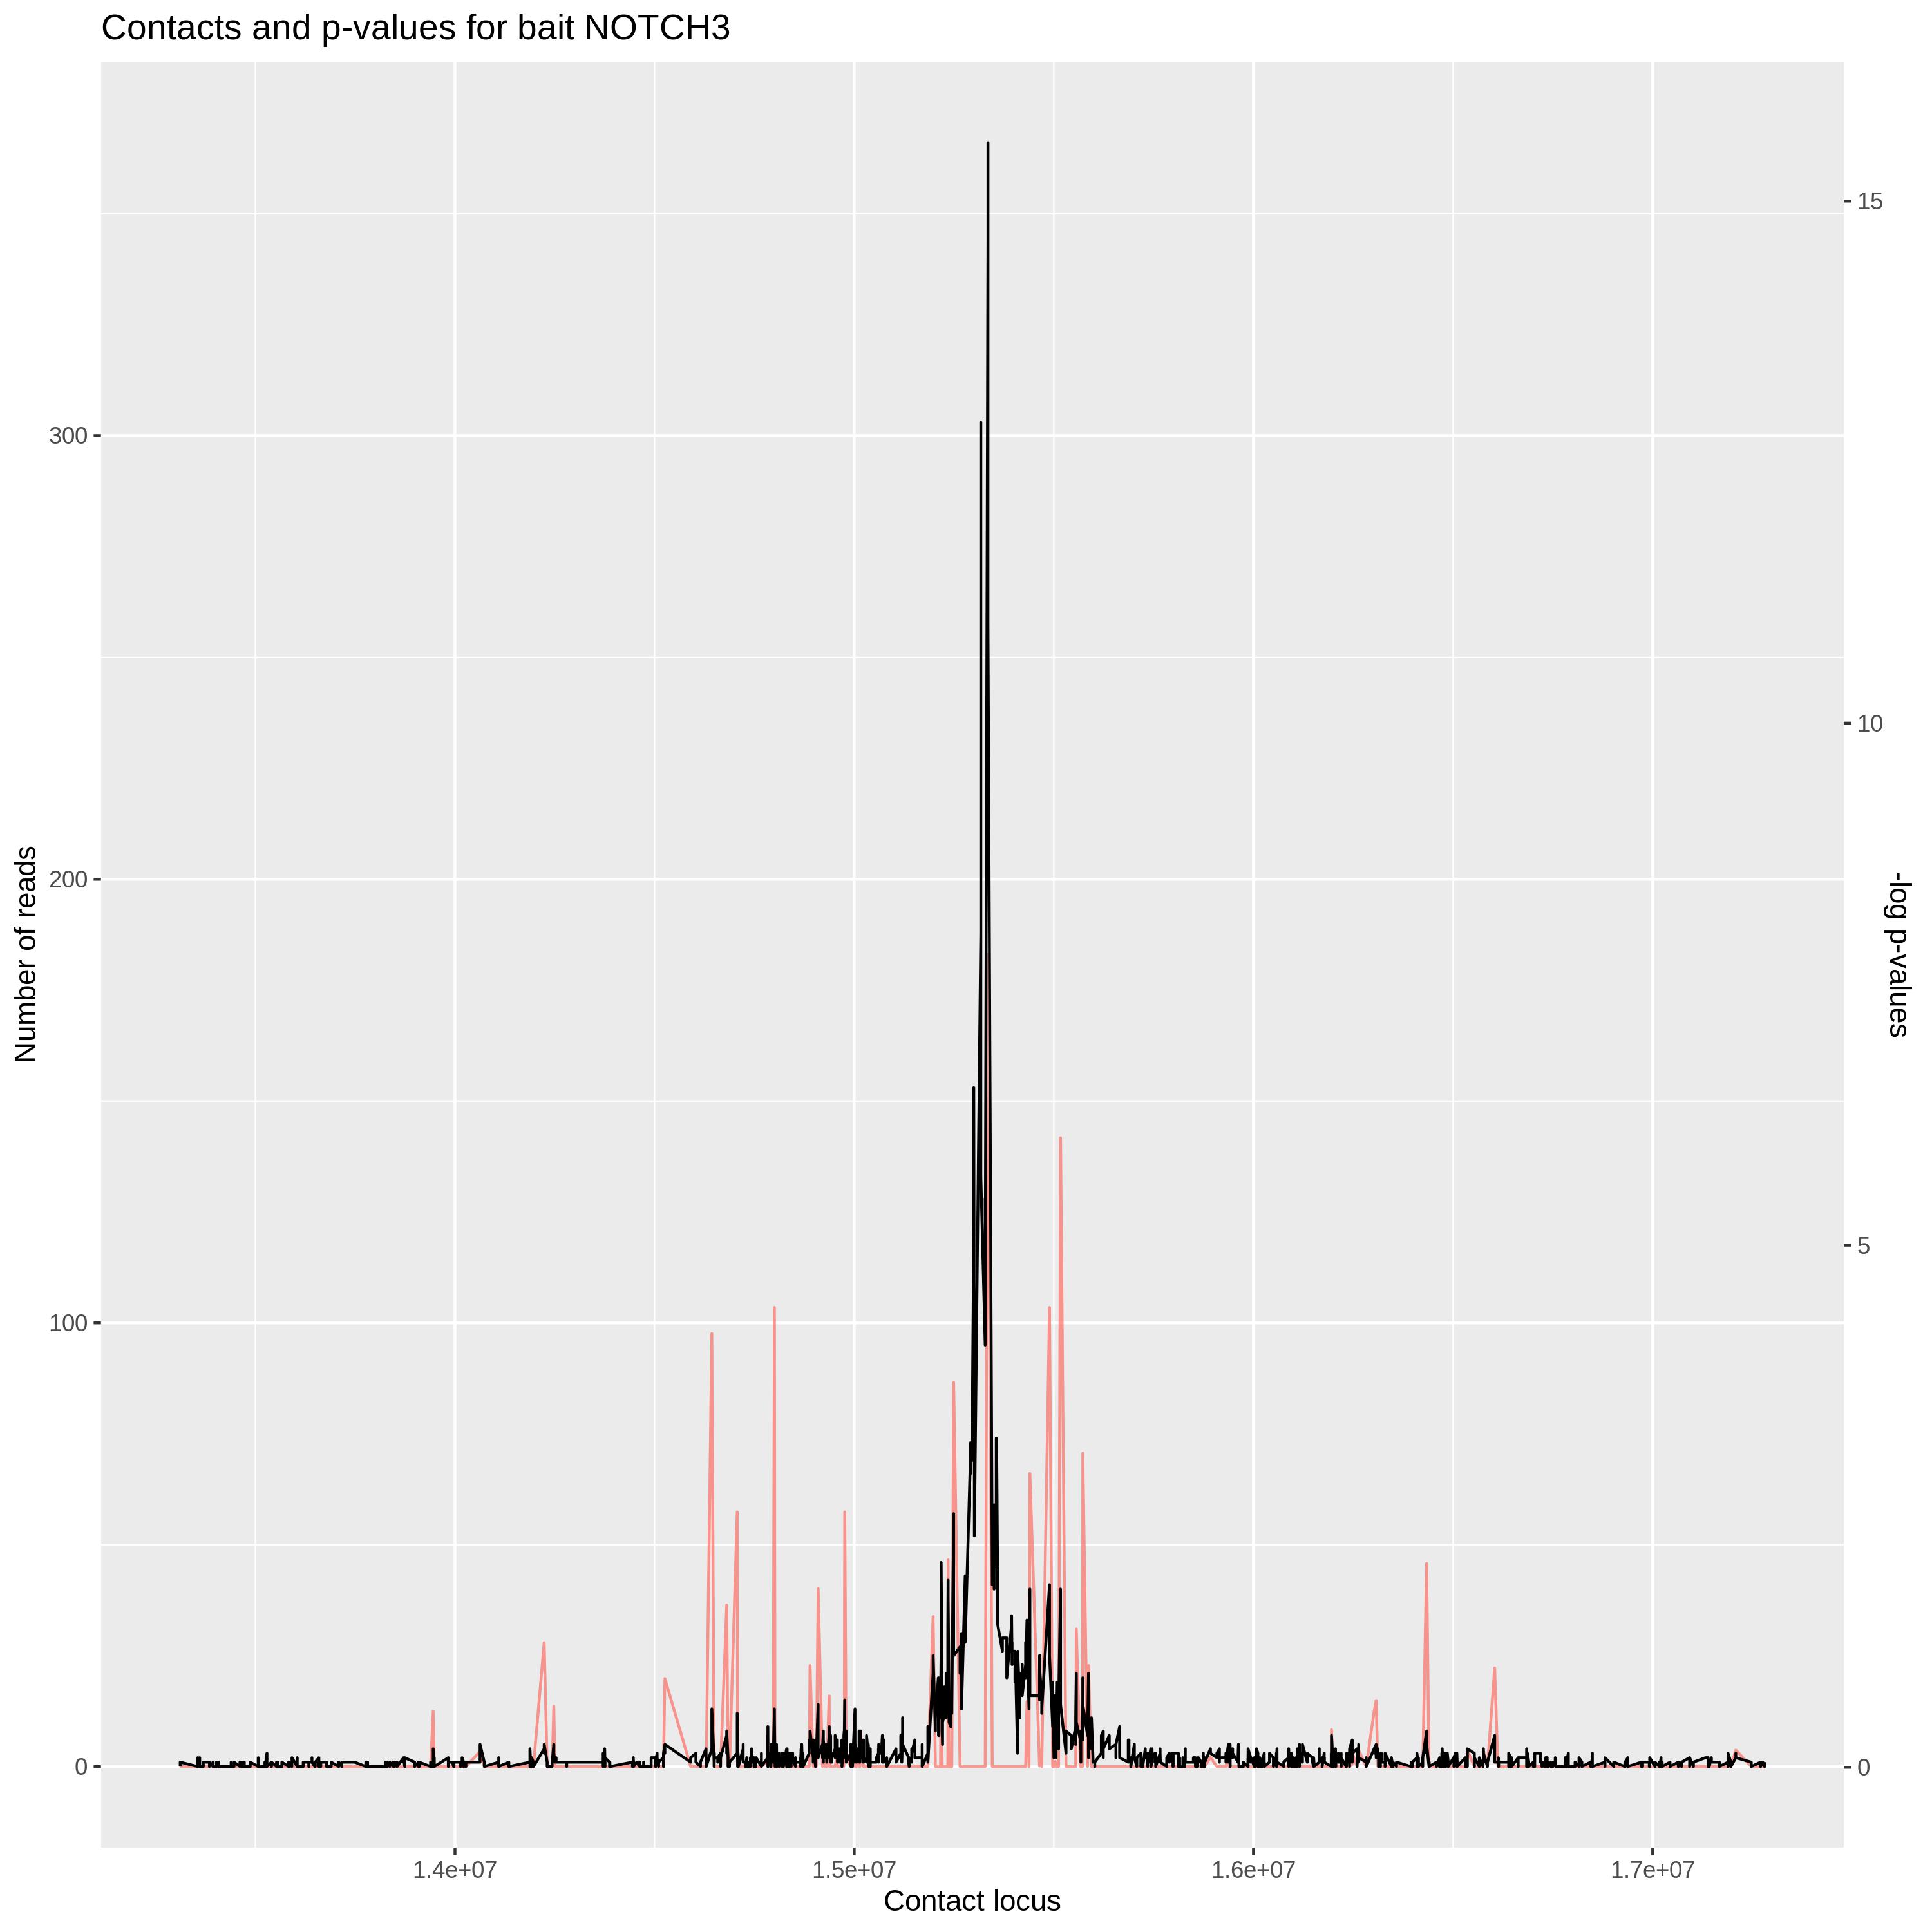 Contacts and p-values for bait NOTCH3
Number of reads
300
200
100
0
15
10
5
0
-log p-values
1.4e+07 1.5e+07 1.6e+07 1.7e+07
Contact locus